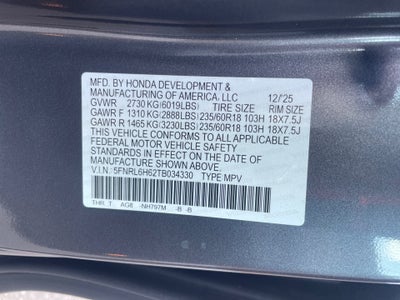 MFD. BY HONDA DEVELOPMENT &
MANUFACTURING OF AMERICA, LLC 12/25
GVWR 2730 KG (6019LBS) TIRE SIZE RIM SIZE
GAWR F 1310 KG (2888LBS) 235/60R18 103H 18X7.5J
GAWR R 1465 KG (3230LBS) 235/60R18 103H 18X7.5J
THIS VEHICLE CONFORMS TO ALL APPLICABLE
FEDERAL MOTOR VEHICLE SAFETY
STANDARDS IN EFFECT ON THE DATE OF
MANUFACTURE SHOWN ABOVE
V.I.N.: 5FNRL6H62TB034330 TYPE MPV
THR. T. AG8 -NH797M -B -B